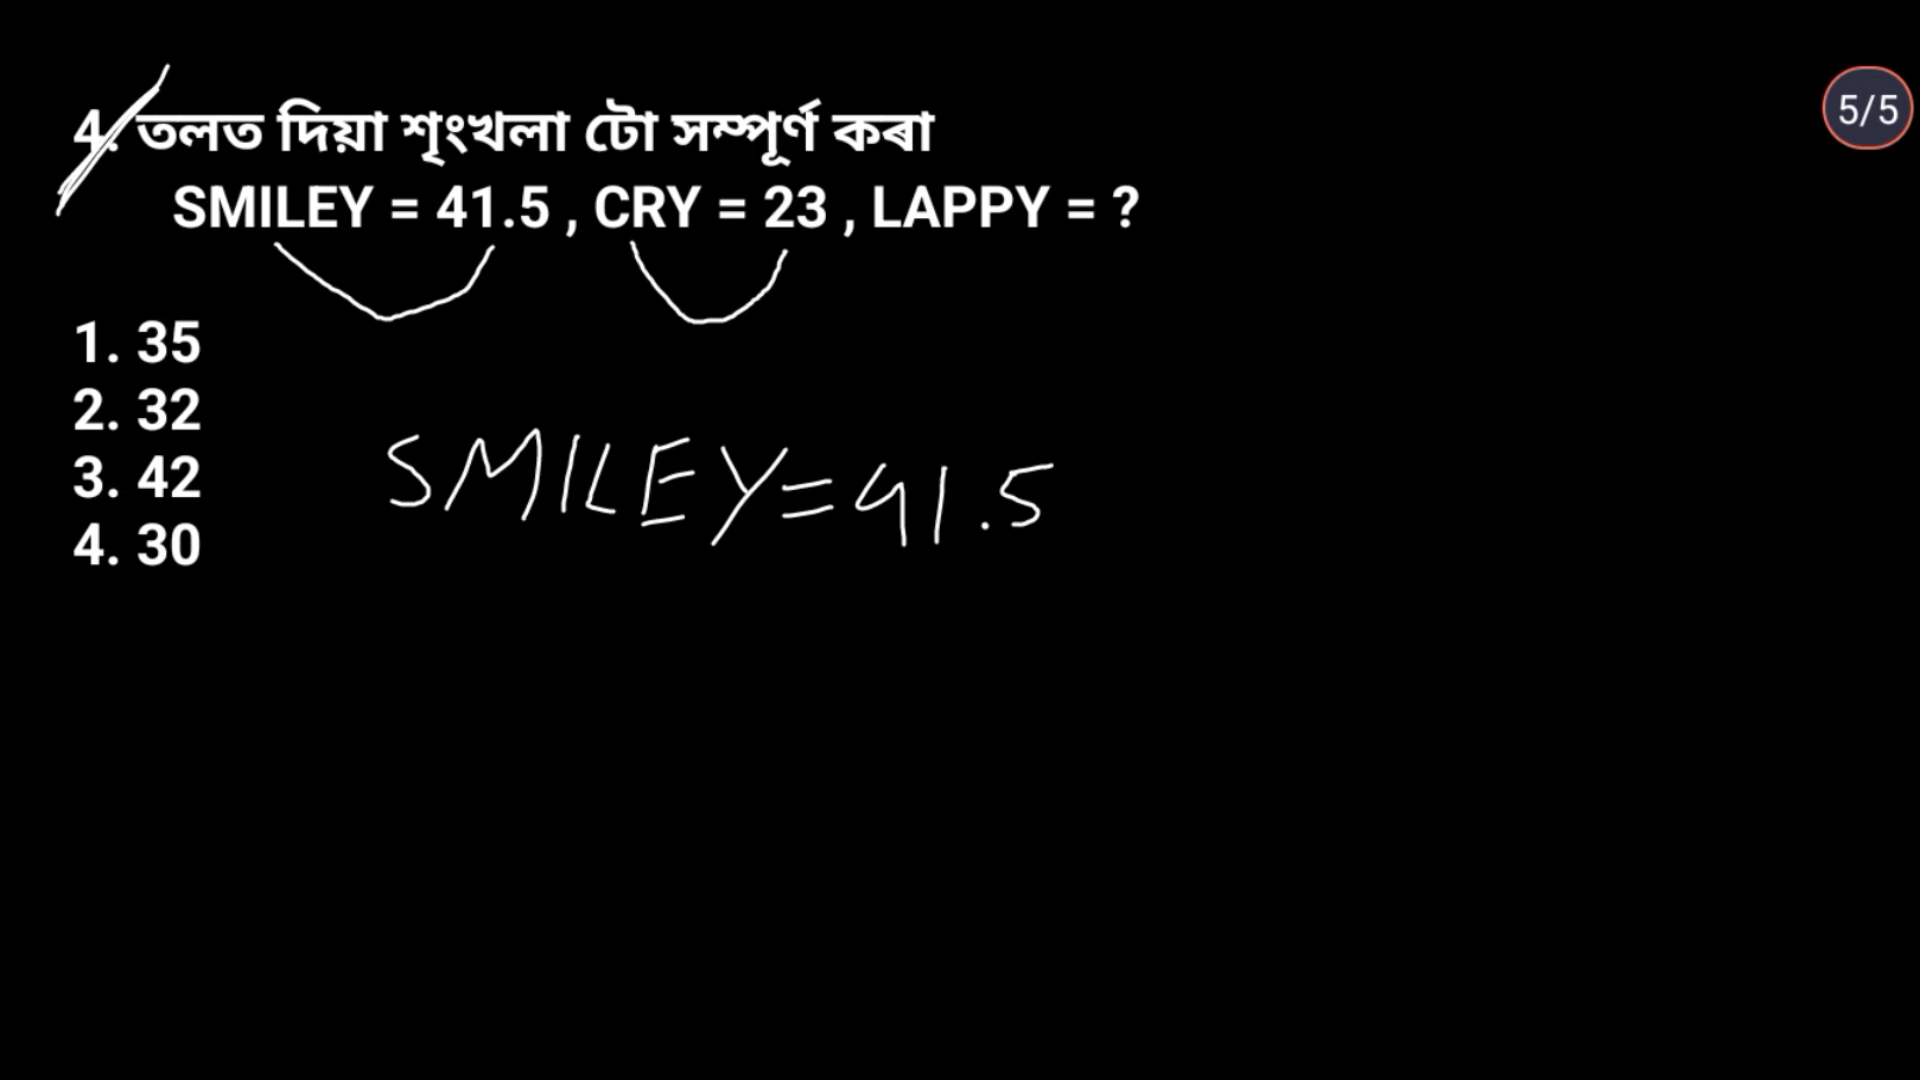 4. তলত দিয়া শৃংখলা টো সম্পূৰ্ণ কৰা
SMILEY = 41.5 , CRY = 23 , LAPPY = ?
5/5
1. 35
2. 32
3. 42
4. 30
SMILEY=41.5